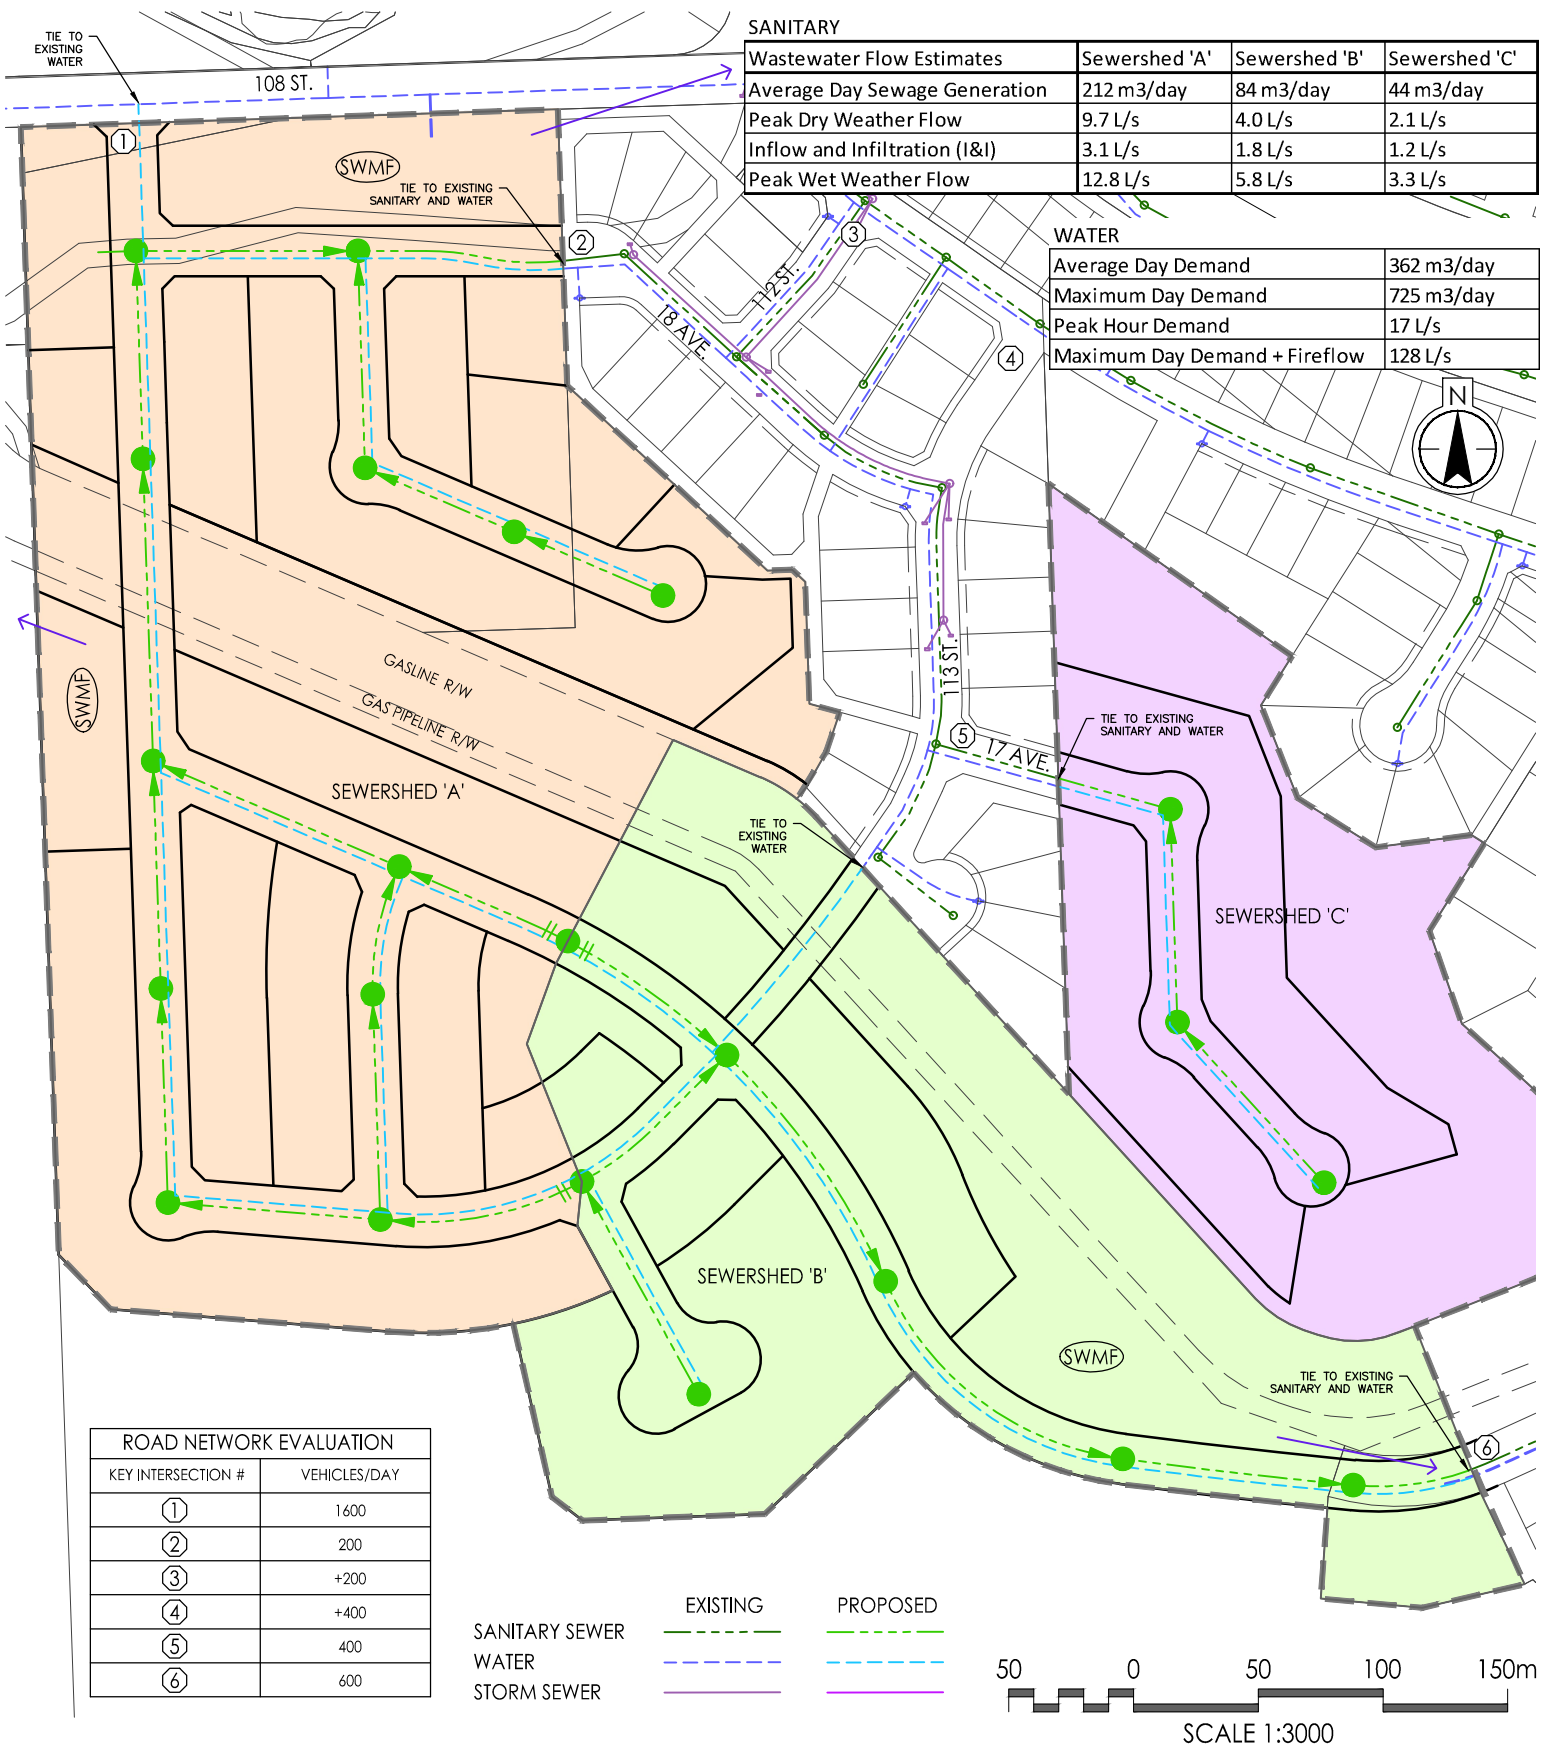 SANITARY
Wastewater Flow Estimates Sewershed 'A' Sewershed 'B' Sewershed 'C'
Average Day Sewage Generation 212 m3/day 84 m3/day 44 m3/day
Peak Dry Weather Flow 9.7 L/s 4.0 L/s 2.1 L/s
Inflow and Infiltration (I&I) 3.1 L/s 1.8 L/s 1.2 L/s
Peak Wet Weather Flow 12.8 L/s 5.8 L/s 3.3 L/s
TIE TO
EXISTING
WATER
108 ST.
1
SWMF
TIE TO EXISTING
SANITARY AND WATER
2
3
WATER
Average Day Demand 362 m3/day
Maximum Day Demand 725 m3/day
Peak Hour Demand 17 L/s
Maximum Day Demand + Fireflow 128 L/s
112 ST.
18 AVE.
4
N
GASLINE R/W
GAS PIPELINE R/W
SWMF
113 ST.
5
17 AVE.
TIE TO EXISTING
SANITARY AND WATER
SEWERSHED 'A'
TIE TO
EXISTING
WATER
SEWERSHED 'C'
SEWERSHED 'B'
SWMF
TIE TO EXISTING
SANITARY AND WATER
6
ROAD NETWORK EVALUATION
KEY INTERSECTION # VEHICLES/DAY
1 1600
2 200
3 +200
4 +400
5 400
6 600
EXISTING PROPOSED
SANITARY SEWER
WATER
STORM SEWER
50 0 50 100 150m
SCALE 1:3000